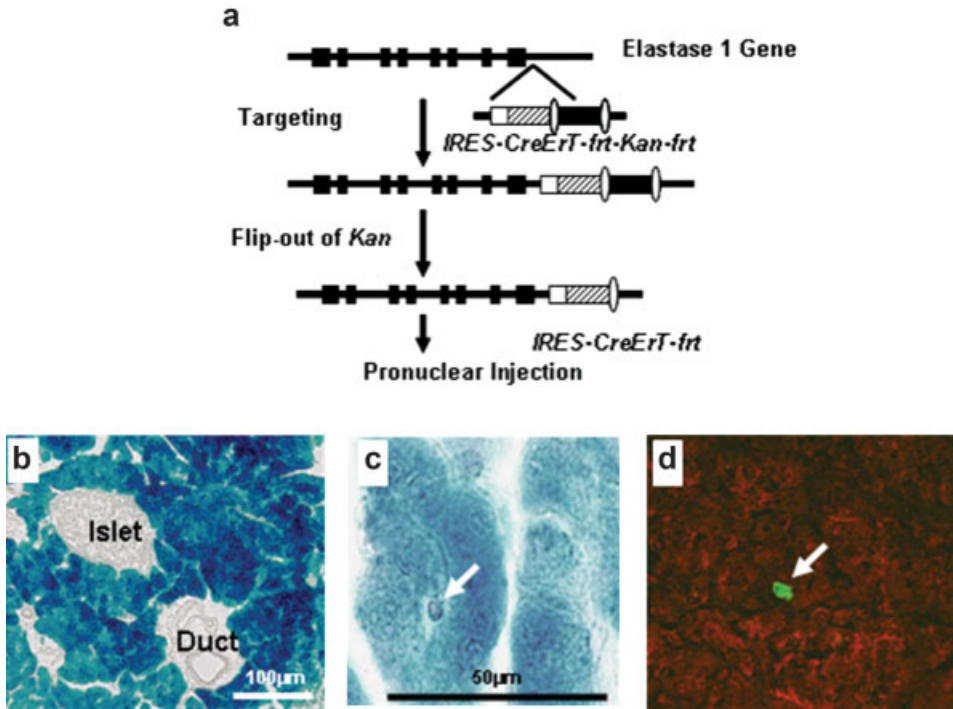 a
Elastase 1 Gene
Targeting
IRES-CreErT-frt-Kan-frt
Flip-out of Kan
IRES-CreErT-frt
Pronuclear Injection
b
Islet
Duct
100µm
c
50µm
d